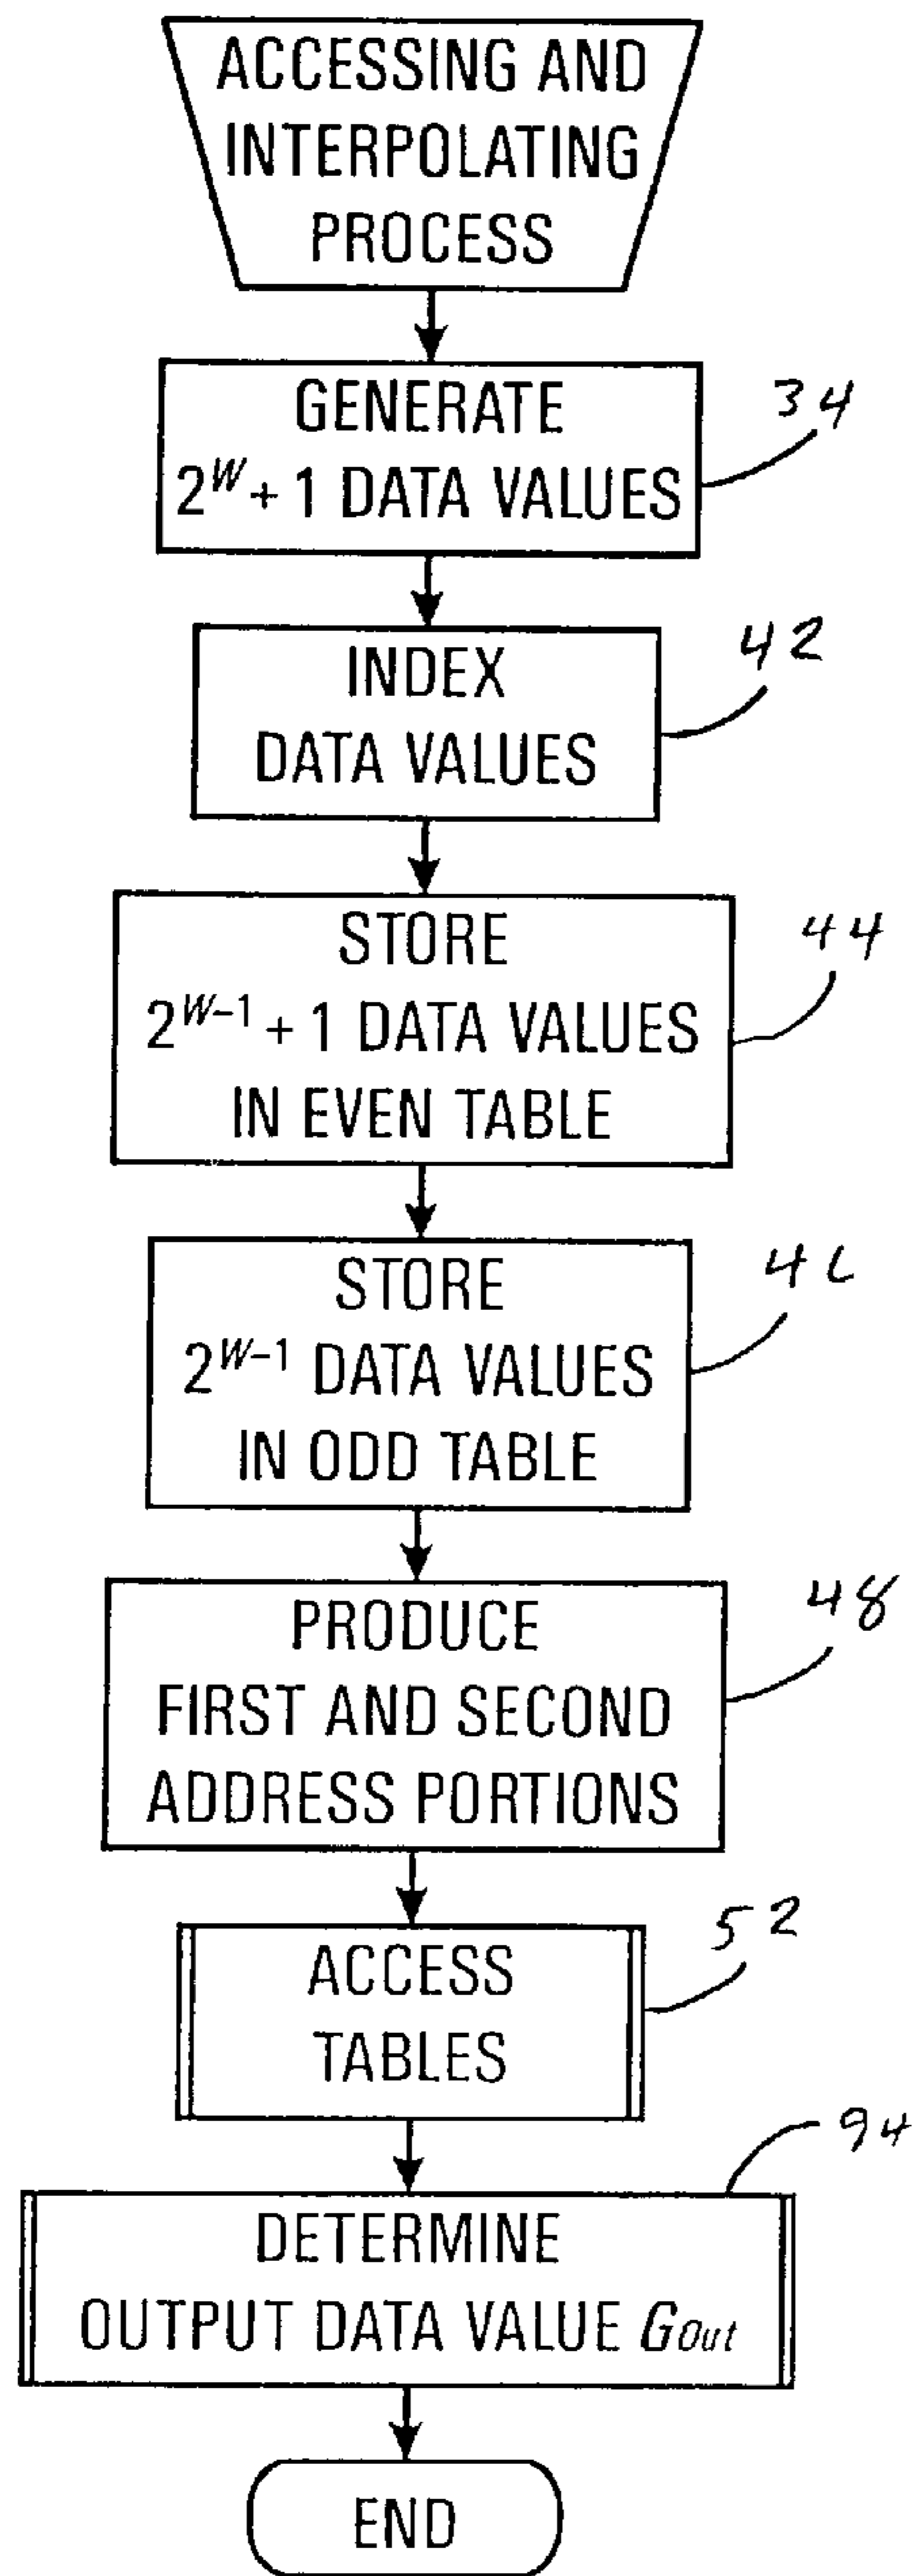 ACCESSING AND
INTERPOLATING
PROCESS
GENERATE
2^W + 1 DATA VALUES
34
INDEX
DATA VALUES
42
STORE
2^W–1 + 1 DATA VALUES
IN EVEN TABLE
44
STORE
2^W–1 DATA VALUES
IN ODD TABLE
46
PRODUCE
FIRST AND SECOND
ADDRESS PORTIONS
48
ACCESS
TABLES
52
DETERMINE
OUTPUT DATA VALUE GOut
94
END